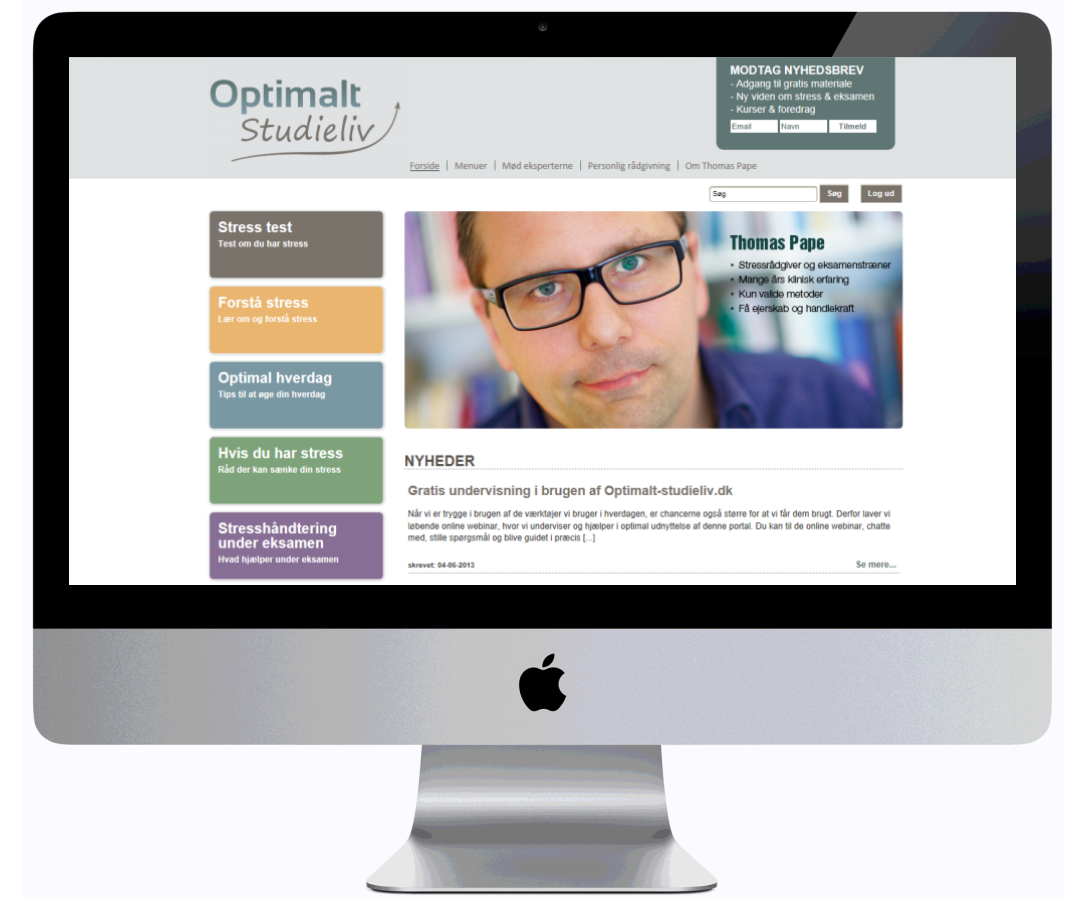 Optimalt
Studieliv
MODTAG NYHEDSBREV
- Adgang til gratis materiale
- Ny viden om stress & eksamen
- Kurser & foredrag
Email Navn Tilmeld
Forside | Menuer | Mød eksperterne | Personlig rådgivning | Om Thomas Pape
Søg Søg Log ud
Stress test
Test om du har stress
Forstå stress
Lær om og forstå stress
Optimal hverdag
Tips til at øge din hverdag
Hvis du har stress
Råd der kan sænke din stress
Stresshåndtering
under eksamen
Hvad hjælper under eksamen
Thomas Pape
• Stressrådgiver og eksamenstræner
• Mange års klinisk erfaring
• Kun valide metoder
• Få ejerskab og handlekraft
NYHEDER
Gratis undervisning i brugen af Optimalt-studieliv.dk
Når vi er trygge i brugen af de værktøjer vi bruger i hverdagen, er chancerne også større for at vi får dem brugt. Derfor laver vi
løbende online webinar, hvor vi underviser og hjælper i optimal udnyttelse af denne portal. Du kan til de online webinar, chatte
med, stille spørgsmål og blive guidet i præcis [...]
skrevet: 04-06-2013 Se mere...